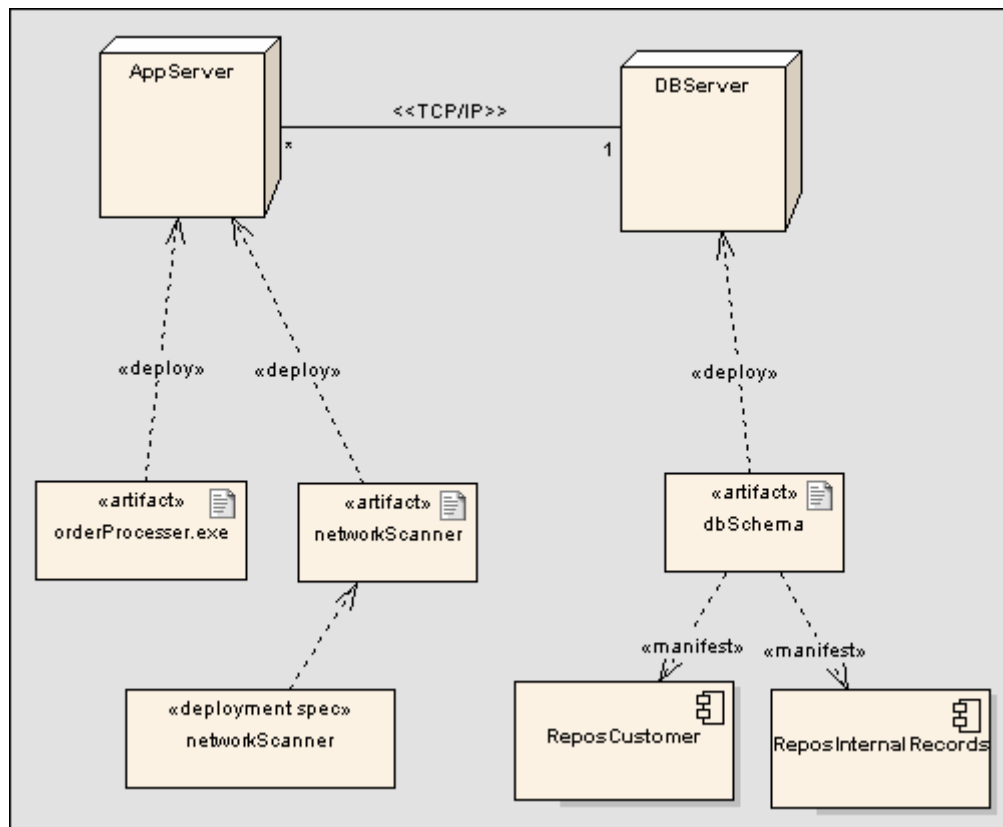 AppServer
DBServer
<<TCP/IP>>
*
1
«deploy»
«deploy»
«deploy»
«artifact»
orderProcesser.exe
«artifact»
networkScanner
«artifact»
dbSchema
«manifest»
«manifest»
«deployment spec»
networkScanner
ReposCustomer
ReposInternalRecords